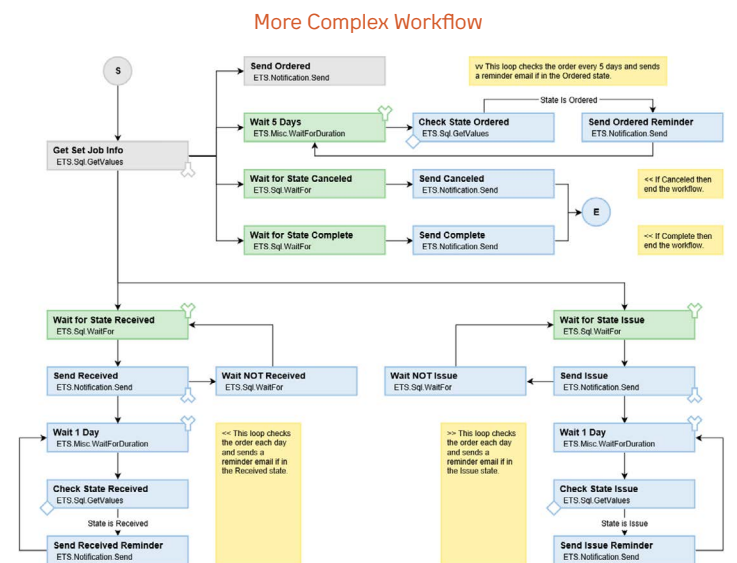 More Complex Workflow
S
Send Ordered
ETS.Notification.Send
vv This loop checks the order every 5 days and sends
a reminder email if in the Ordered state.
State Is Ordered
Wait 5 Days
ETS.Misc.WaitForDuration
Check State Ordered
ETS.Sql.GetValues
Send Ordered Reminder
ETS.Notification.Send
Get Set Job Info
ETS.Sql.GetValues
Wait for State Canceled
ETS.Sql.WaitFor
Send Canceled
ETS.Notification.Send
<< If Canceled then
end the workflow.
E
Wait for State Complete
ETS.Sql.WaitFor
Send Complete
ETS.Notification.Send
<< If Complete then
end the workflow.
Wait for State Received
ETS.Sql.WaitFor
Wait for State Issue
ETS.Sql.WaitFor
Send Received
ETS.Notification.Send
Wait NOT Received
ETS.Sql.WaitFor
Wait NOT Issue
ETS.Sql.WaitFor
Send Issue
ETS.Notification.Send
Wait 1 Day
ETS.Misc.WaitForDuration
<< This loop checks
the order each day
and sends a
reminder email if in
the Received state.
>> This loop checks
the order each day
and sends a
reminder email if in
the Issue state.
Wait 1 Day
ETS.Misc.WaitForDuration
Check State Received
ETS.Sql.GetValues
Check State Issue
ETS.Sql.GetValues
State is Received
State is Issue
Send Received Reminder
ETS.Notification.Send
Send Issue Reminder
ETS.Notification.Send